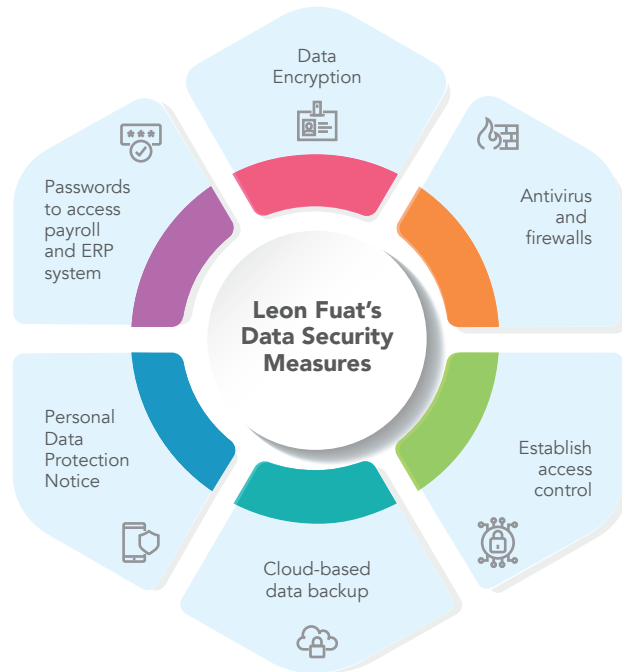 Data
Encryption
Antivirus
and
firewalls
Establish
access
control
Cloud-based
data backup
Personal
Data
Protection
Notice
Passwords
to access
payroll
and ERP
system
Leon Fuat's
Data Security
Measures